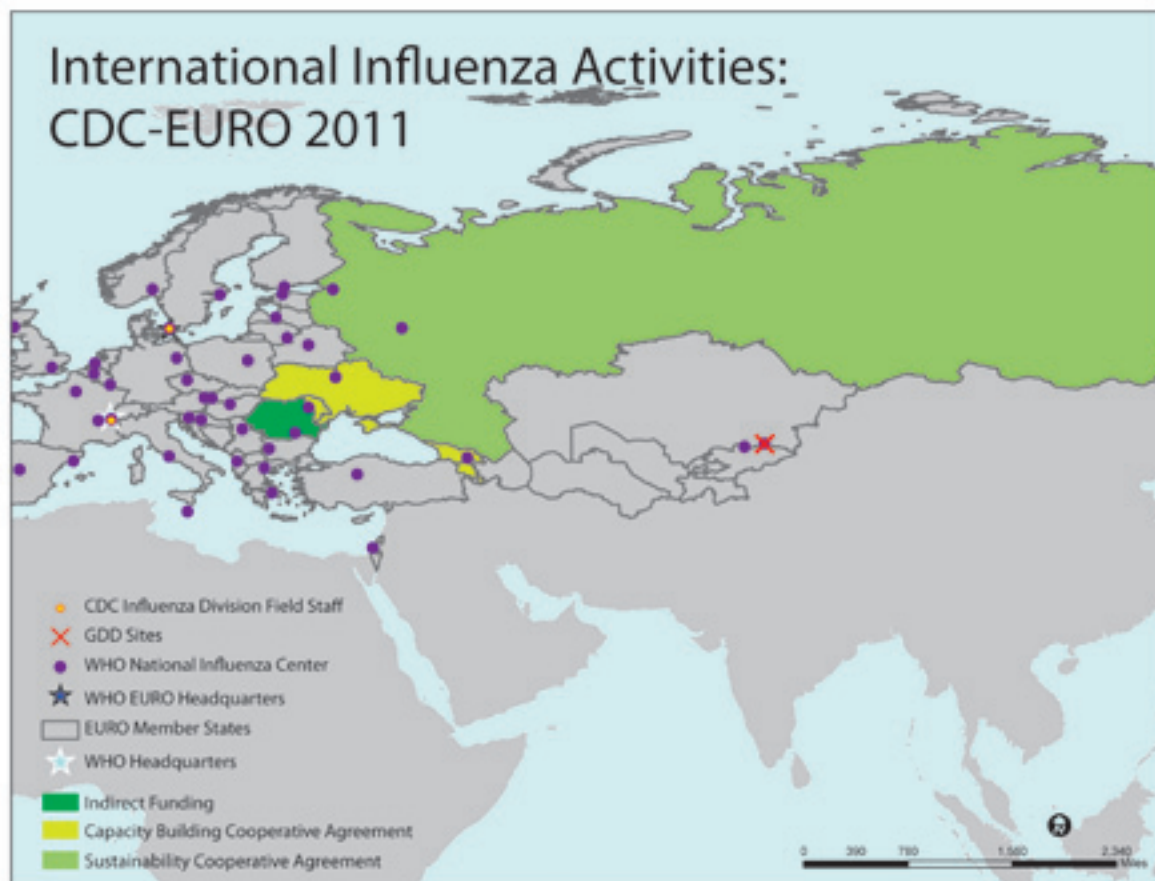 International Influenza Activities:
CDC-EURO 2011
CDC Influenza Division Field Staff
GDD Sites
WHO National Influenza Center
WHO EURO Headquarters
EURO Member States
WHO Headquarters
Indirect Funding
Capacity Building Cooperative Agreement
Sustainability Cooperative Agreement
0 390 780 1,560 2,340
Miles